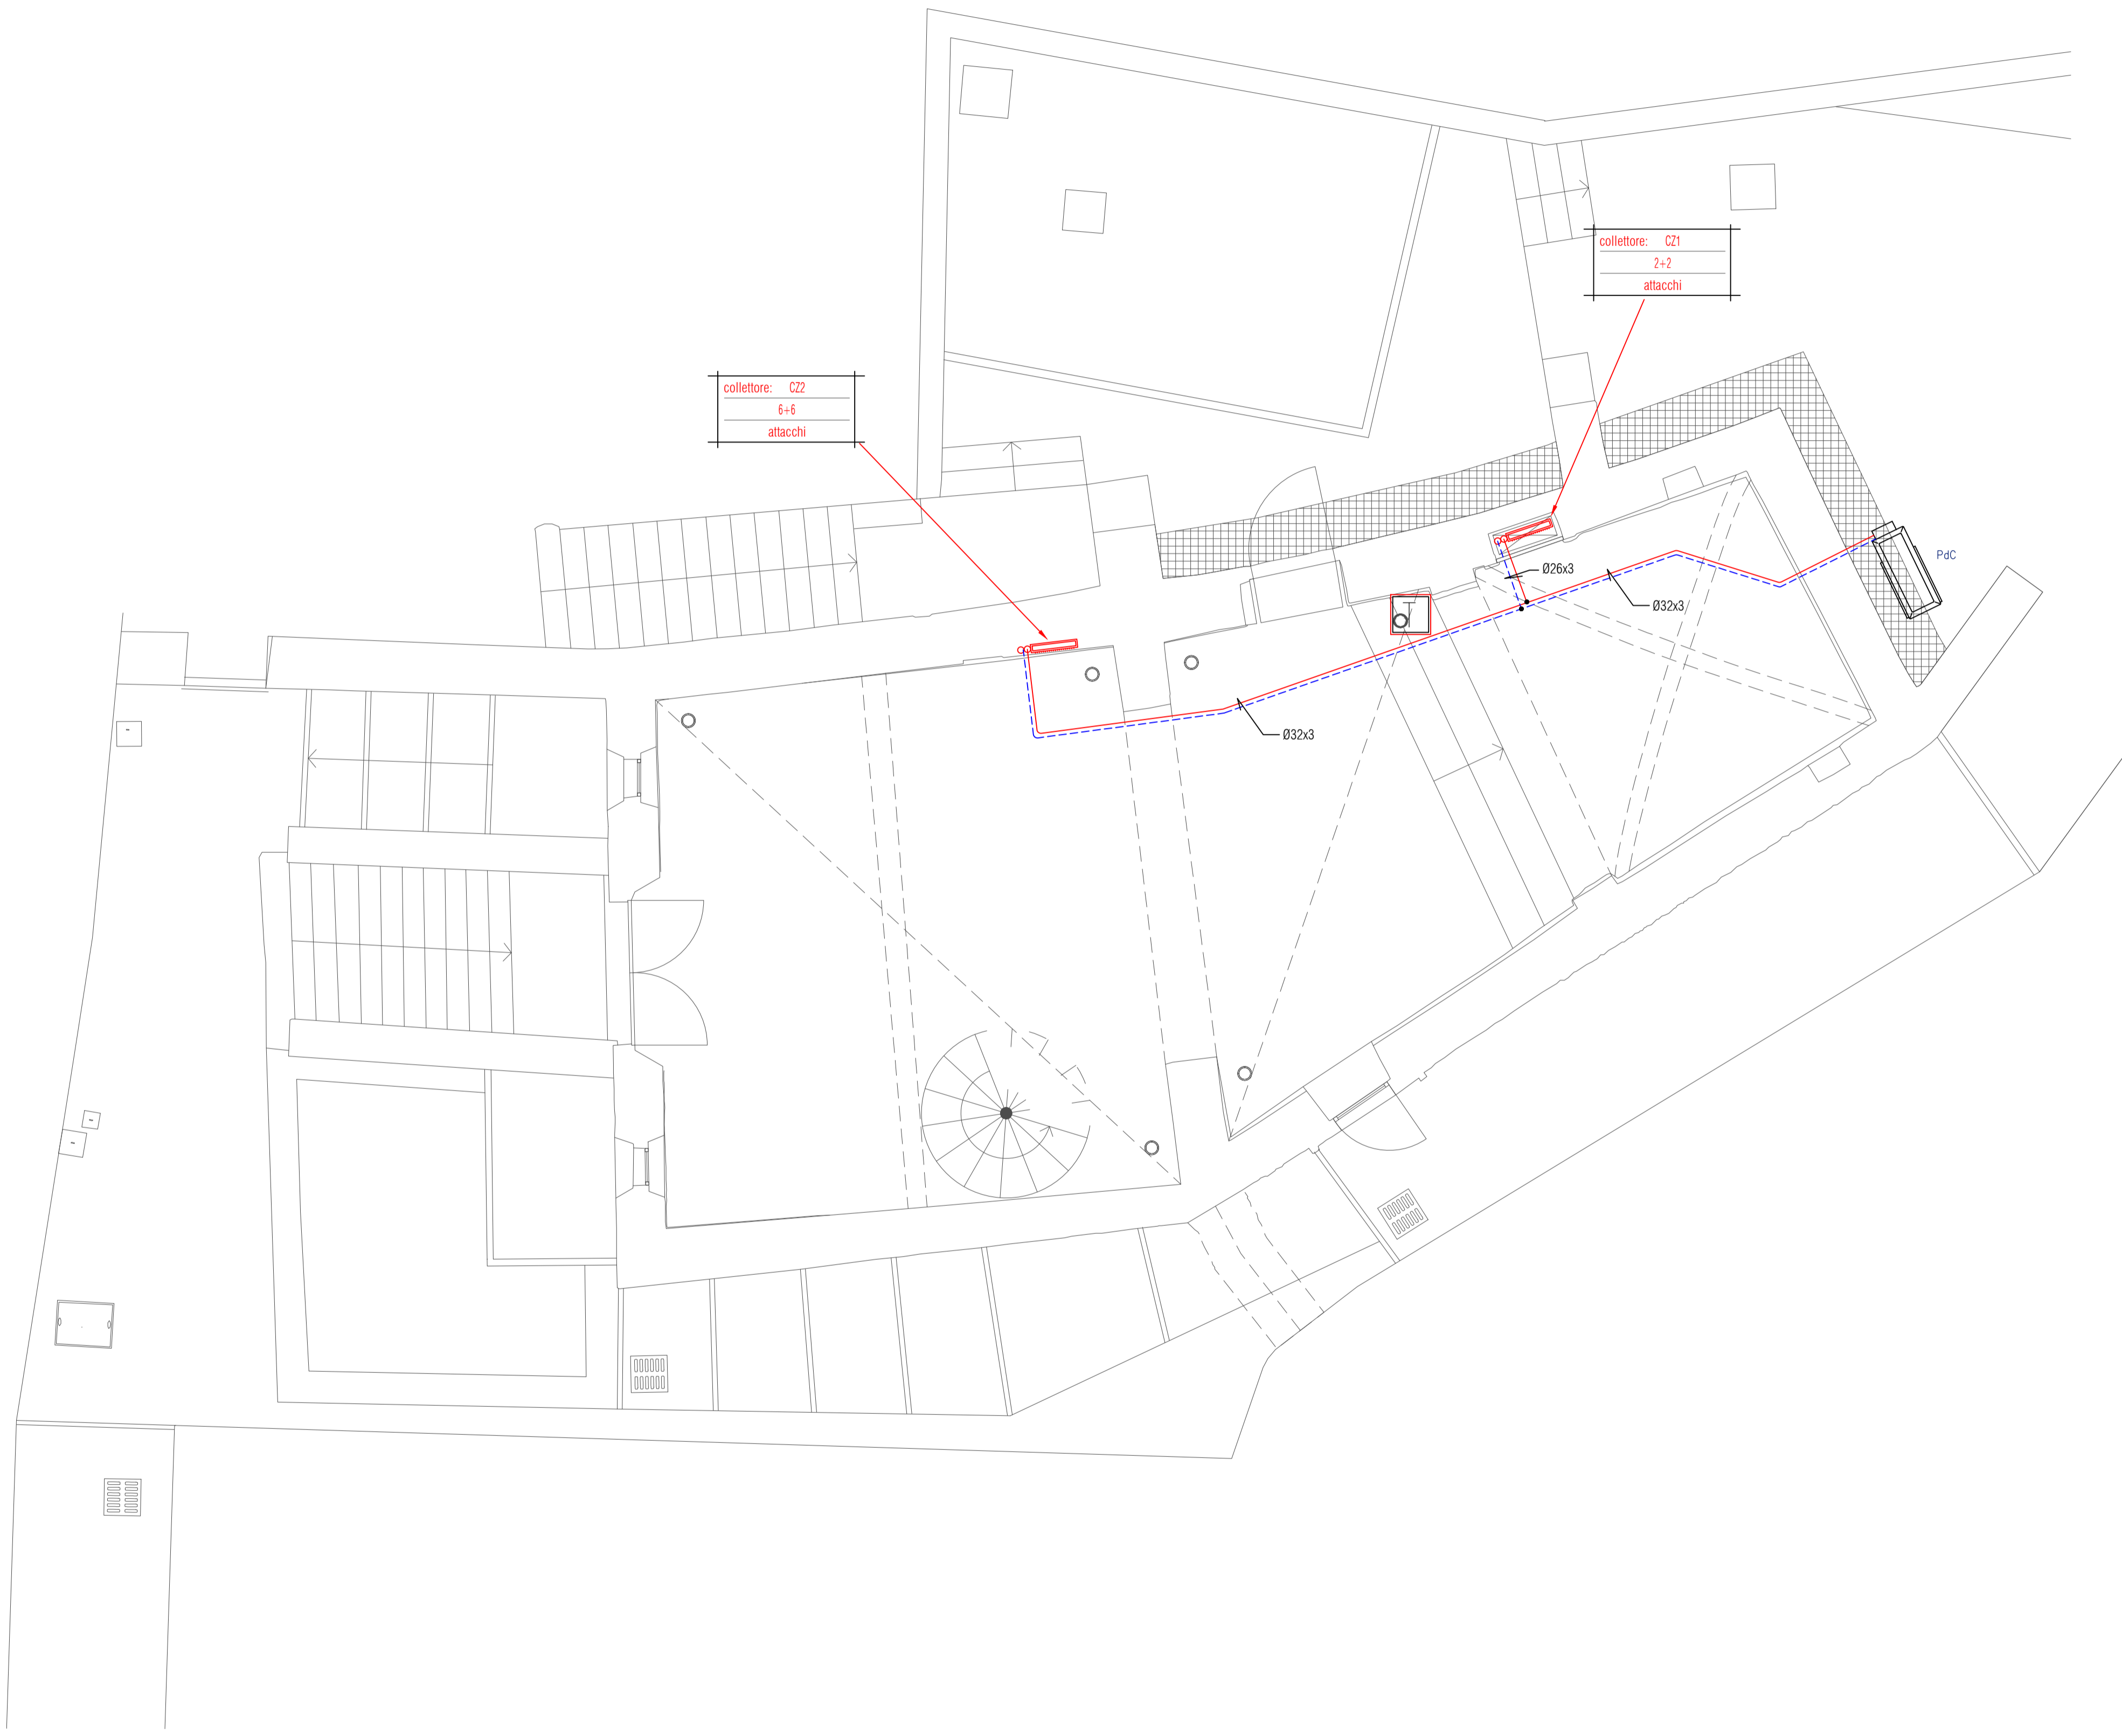 collettore: CZ1
2+2
attacchi
collettore: CZ2
6+6
attacchi
PdC
Ø26x3
Ø32x3
T
Ø32x3